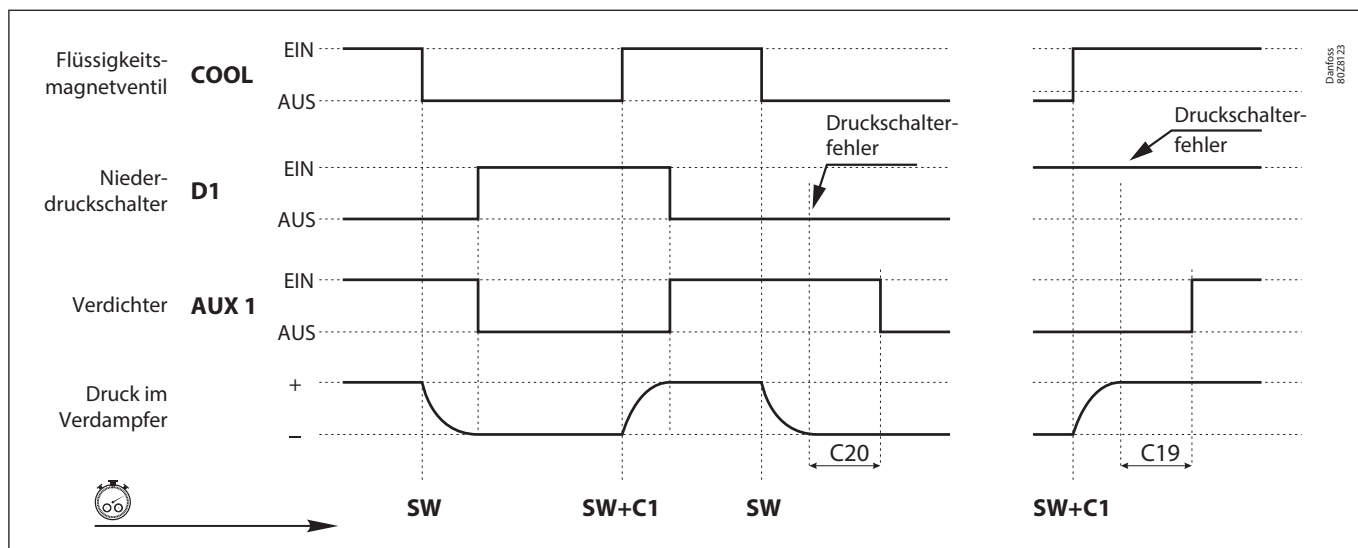 Flüssigkeits-
magnetventil
COOL
EIN
AUS
Nieder-
druckschalter
D1
EIN
AUS
Druckschalter-
fehler
Druckschalter-
fehler
Verdichter
AUX 1
EIN
AUS
Druck im
Verdampfer
+
–
C20
C19
SW
SW+C1
SW
SW+C1
Danfoss
80Z8123